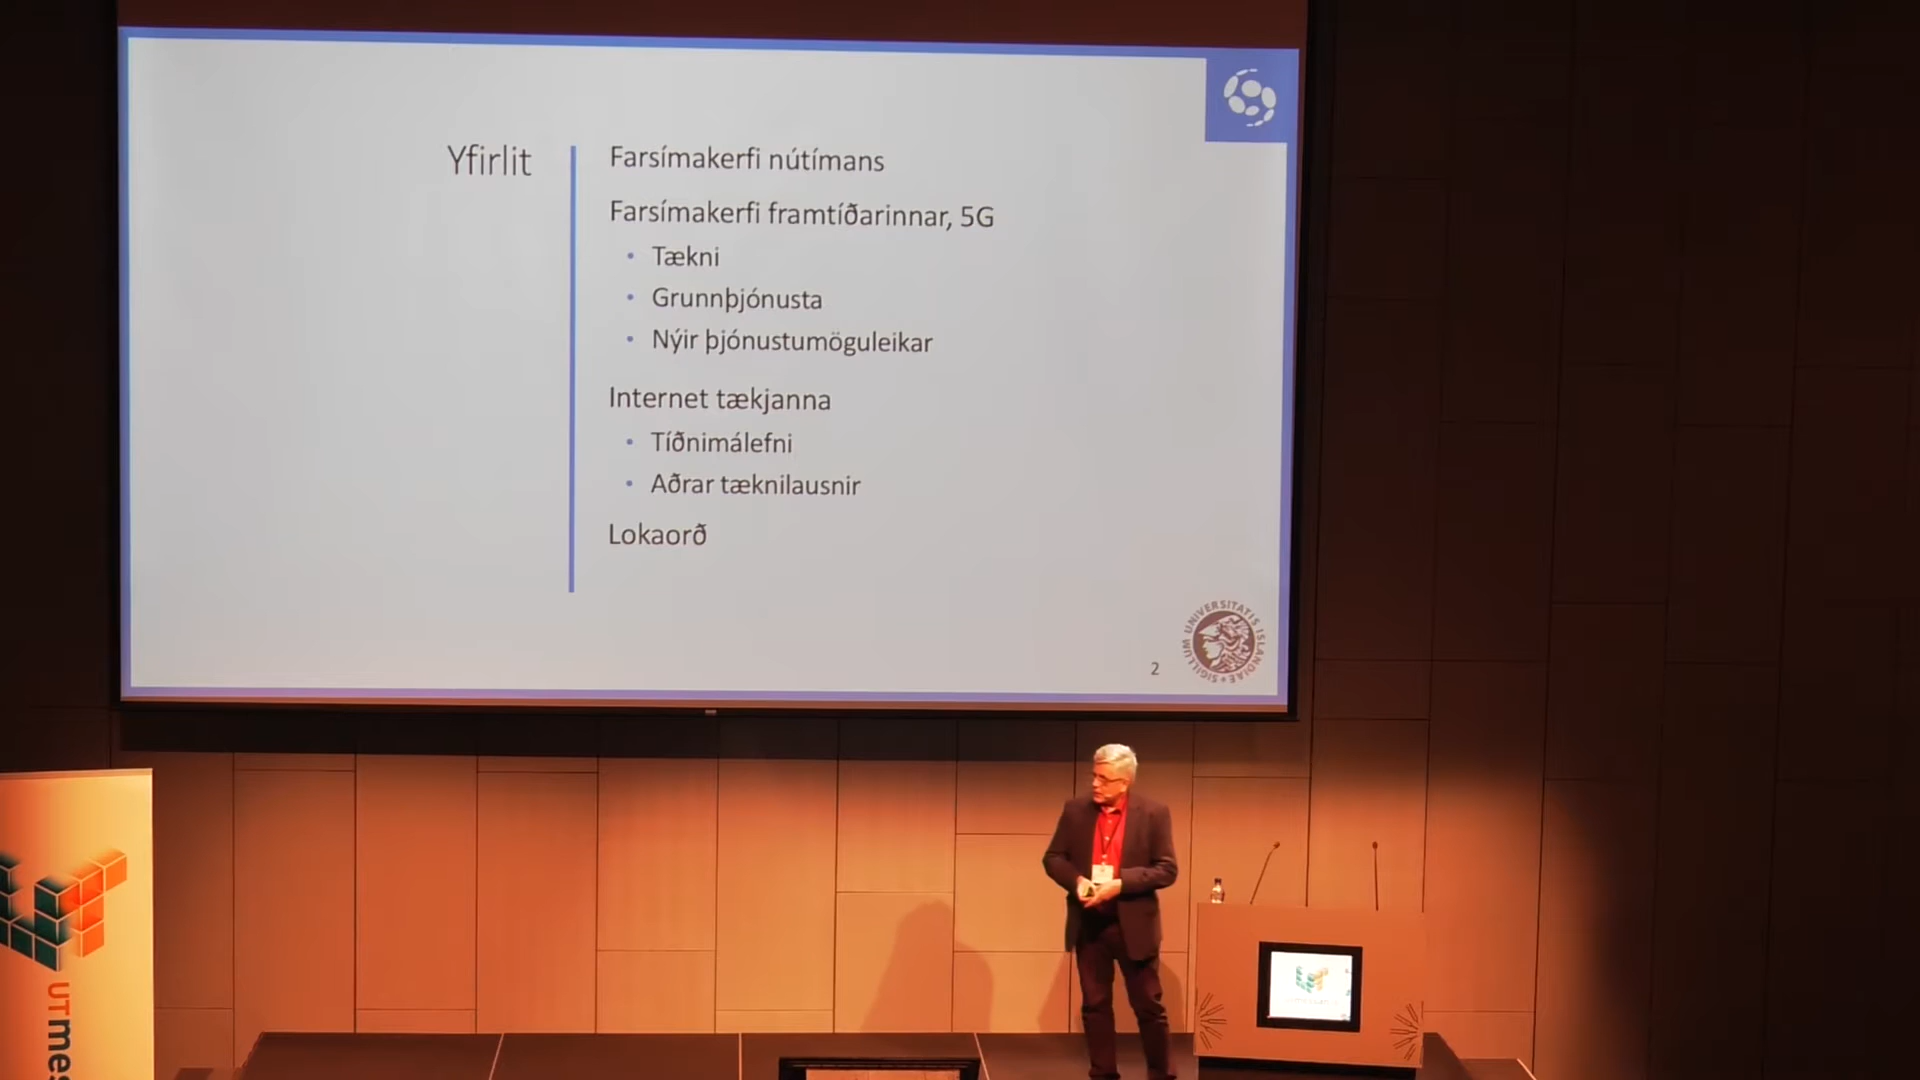 Yfirlit
Farsímakerfi nútímans
Farsímakerfi framtíðarinnar, 5G
• Tækni
• Grunnþjónusta
• Nýir þjónustumöguleikar
Internet tækjanna
• Tíðnimálefni
• Aðrar tæknilausnir
Lokaorð
2
SIGILLUM UNIVERSITATIS ISLANDIAE
UTmes